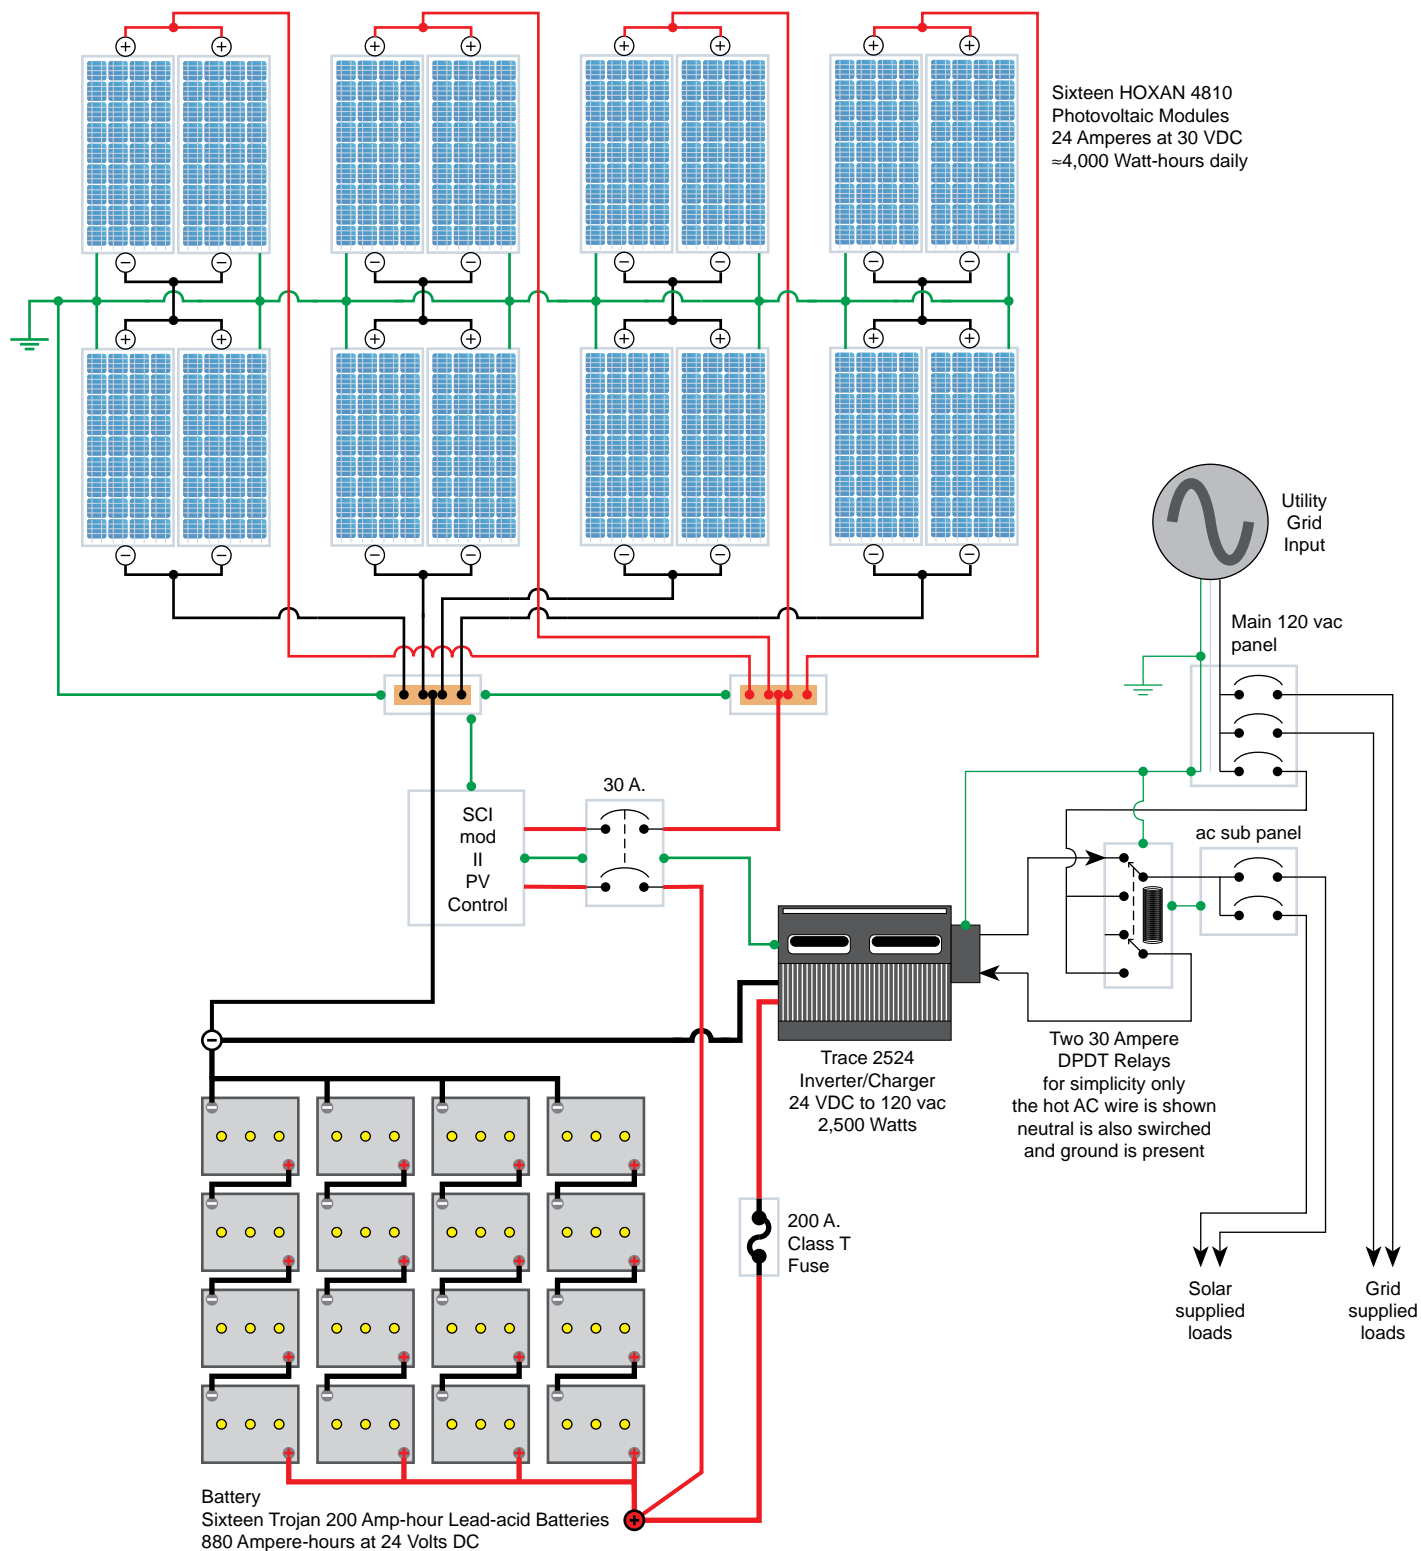 Sixteen HOXAN 4810
Photovoltaic Modules
24 Amperes at 30 VDC
≈4,000 Watt-hours daily
Utility
Grid
Input
Main 120 vac
panel
30 A.
SCI
mod
II
PV
Control
ac sub panel
Trace 2524
Inverter/Charger
24 VDC to 120 vac
2,500 Watts
Two 30 Ampere
DPDT Relays
for simplicity only
the hot AC wire is shown
neutral is also swirched
and ground is present
200 A.
Class T
Fuse
Solar
supplied
loads
Grid
supplied
loads
Battery
Sixteen Trojan 200 Amp-hour Lead-acid Batteries
880 Ampere-hours at 24 Volts DC